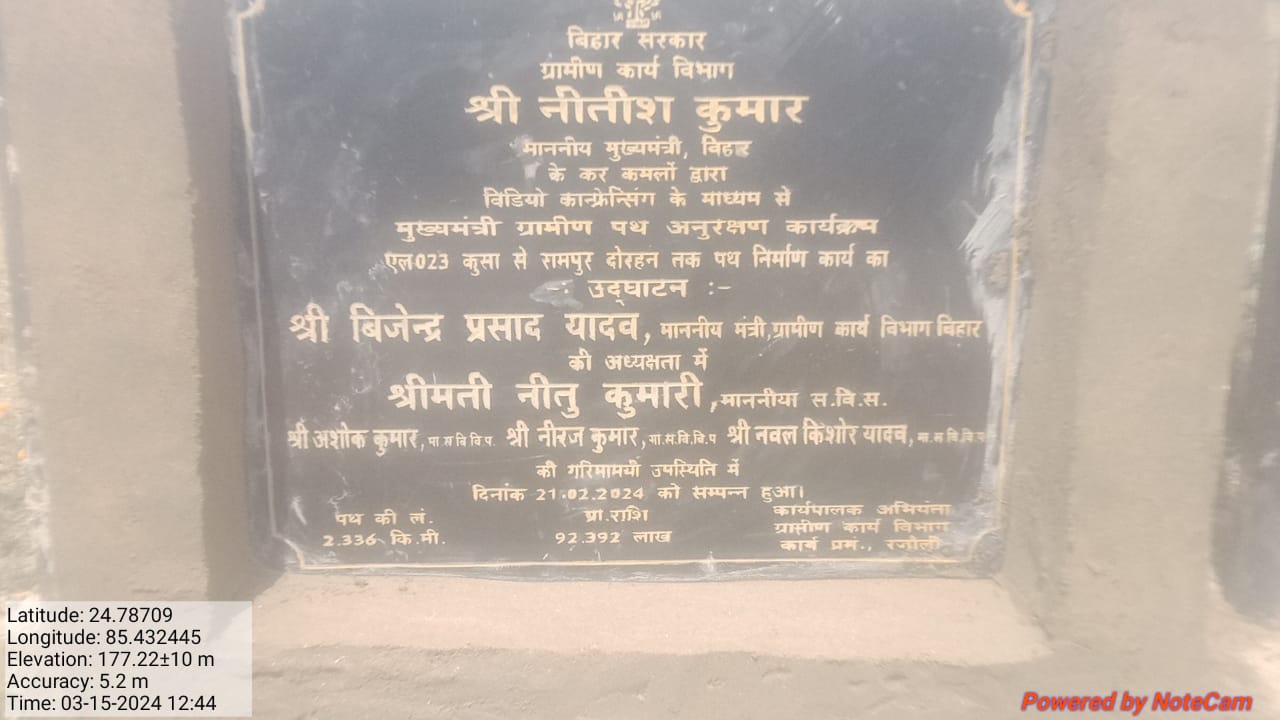 बिहार सरकार
ग्रामीण कार्य विभाग
श्री नीतीश कुमार
माननीय मुख्यमंत्री, बिहार
के कर कमलों द्वारा
विडियो कान्फ्रेन्सिंग के माध्यम से
मुख्यमंत्री ग्रामीण पथ अनुरक्षण कार्यक्रम
एल023 कुसा से रामपुर दोरहन तक पथ निर्माण कार्य का
उद्घाटन :-
श्री बिजेन्द्र प्रसाद यादव, माननीय मंत्री,ग्रामीण कार्य विभाग बिहार
की अध्यक्षता में
श्रीमती नीतु कुमारी,माननीया स.वि.स.
श्री अशोक कुमार, मा.स.वि.वि.प. श्री नीरज कुमार, मा.स.वि.वि.प श्री नवल किशोर यादव, मा.स.वि.वि.प
की गरिमामयी उपस्थिति में
दिनांक 21.02.2024 को सम्पन्न हुआ।
पथ की लं. प्रा.राशि कार्यपालक अभियंता
2.336 कि.मी. 92.392 लाख ग्रामीण कार्य विभाग
कार्य प्रमं., रजौली
Latitude: 24.78709
Longitude: 85.432445
Elevation: 177.22±10 m
Accuracy: 5.2 m
Time: 03-15-2024 12:44
Powered by NoteCam